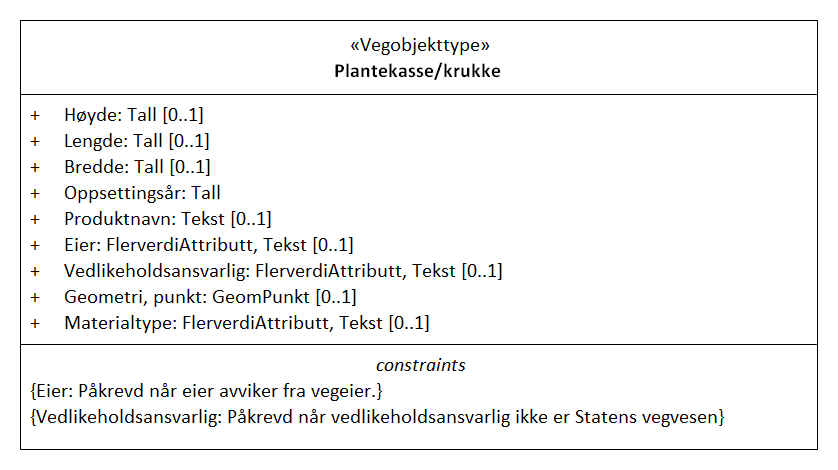 «Vegobjekttype»
Plantekasse/krukke
+ Høyde: Tall [0..1]
+ Lengde: Tall [0..1]
+ Bredde: Tall [0..1]
+ Oppsettingsår: Tall
+ Produktnavn: Tekst [0..1]
+ Eier: FlerverdiAttributt, Tekst [0..1]
+ Vedlikeholdsansvarlig: FlerverdiAttributt, Tekst [0..1]
+ Geometri, punkt: GeomPunkt [0..1]
+ Materialtype: FlerverdiAttributt, Tekst [0..1]
constraints
{Eier: Påkrevd når eier avviker fra vegeier.}
{Vedlikeholdsansvarlig: Påkrevd når vedlikeholdsansvarlig ikke er Statens vegvesen}